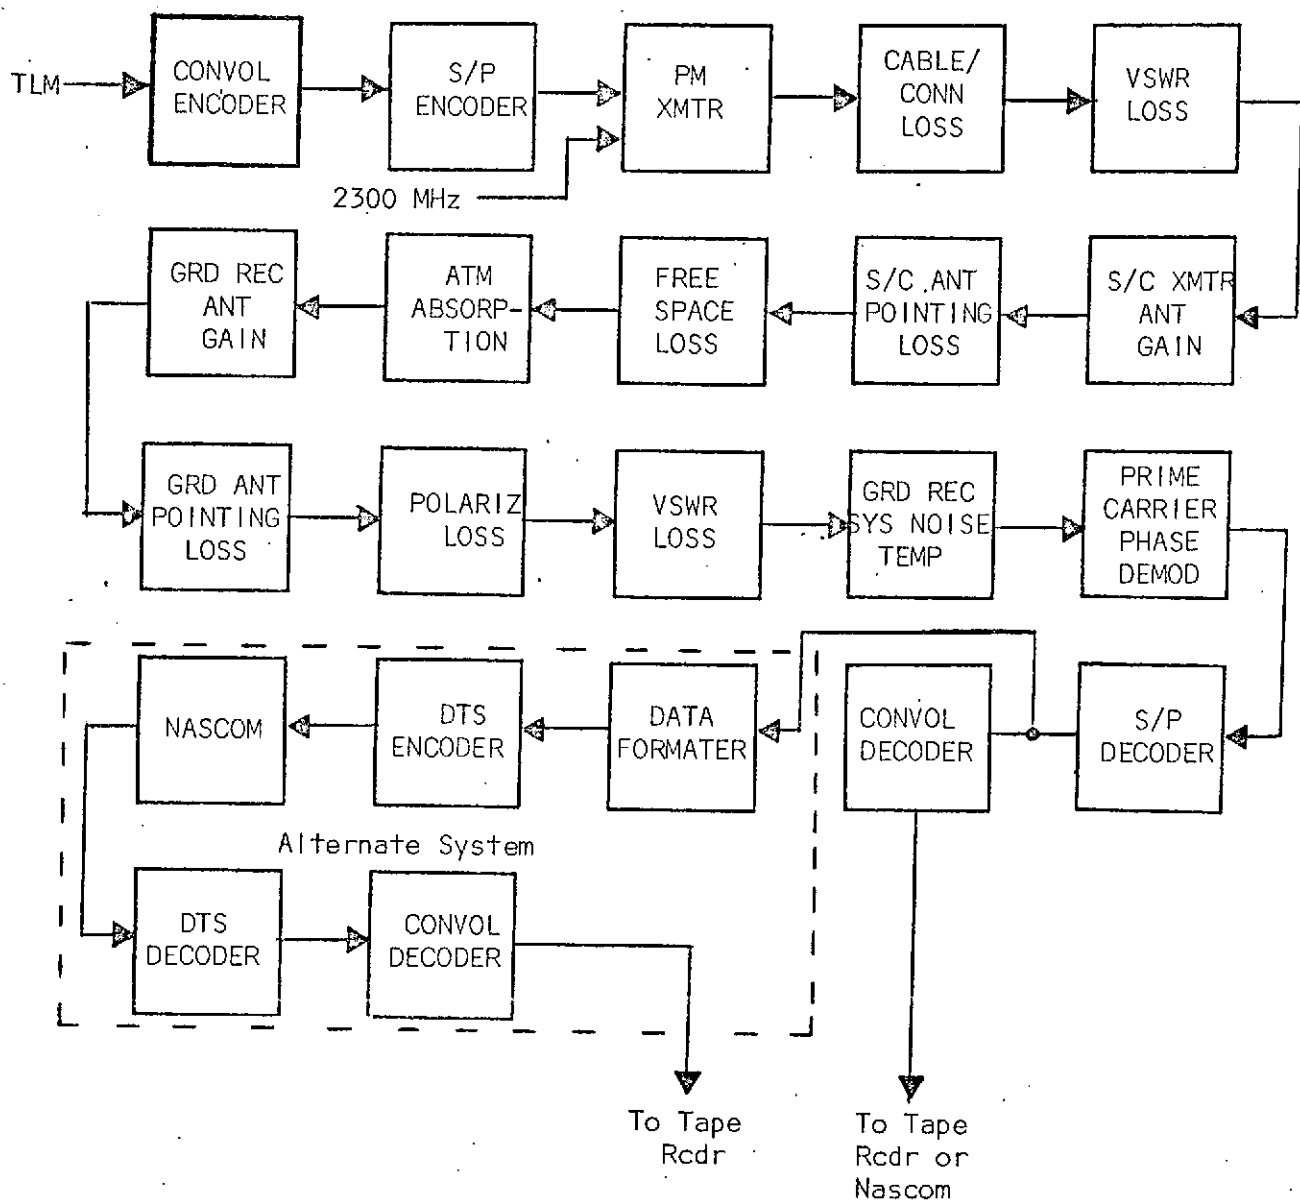 TLM
CONVOL
ENCODER
S/P
ENCODER
PM
XMTR
CABLE/
CONN
LOSS
VSWR
LOSS
2300 MHz
GRD REC
ANT
GAIN
ATM
ABSORP-
TION
FREE
SPACE
LOSS
S/C ANT
POINTING
LOSS
S/C XMTR
ANT
GAIN
GRD ANT
POINTING
LOSS
POLARIZ
LOSS
VSWR
LOSS
GRD REC
SYS NOISE
TEMP
PRIME
CARRIER
PHASE
DEMOD
NASCOM
DTS
ENCODER
DATA
FORMATER
CONVOL
DECODER
S/P
DECODER
Alternate System
DTS
DECODER
CONVOL
DECODER
To Tape
Rcdr
To Tape
Rcdr or
Nascom